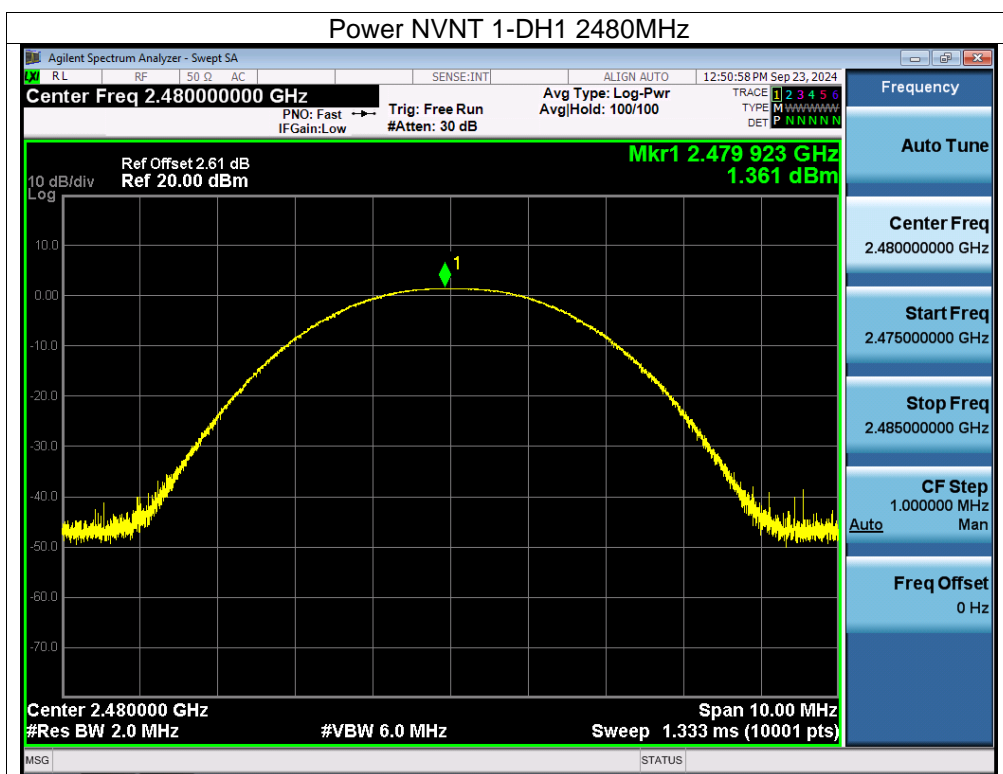 Power NVNT 1-DH1 2480MHz
Agilent Spectrum Analyzer - Swept SA
LXI RL RF 50 Ω AC SENSE:INT ALIGN AUTO 12:50:58 PM Sep 23, 2024
Center Freq 2.480000000 GHz
PNO: Fast
IFGain:Low
Trig: Free Run
#Atten: 30 dB
Avg Type: Log-Pwr
Avg|Hold: 100/100
TRACE 1 2 3 4 5 6
TYPE M W W W W W
DET P N N N N N
Mkr1 2.479 923 GHz
1.361 dBm
Ref Offset 2.61 dB
10 dB/div Ref 20.00 dBm
Log
10.0
0.00
-10.0
-20.0
-30.0
-40.0
-50.0
-60.0
-70.0
1
Center 2.480000 GHz Span 10.00 MHz
#Res BW 2.0 MHz #VBW 6.0 MHz Sweep 1.333 ms (10001 pts)
MSG STATUS
Frequency
Auto Tune
Center Freq
2.480000000 GHz
Start Freq
2.475000000 GHz
Stop Freq
2.485000000 GHz
CF Step
1.000000 MHz
Auto Man
Freq Offset
0 Hz